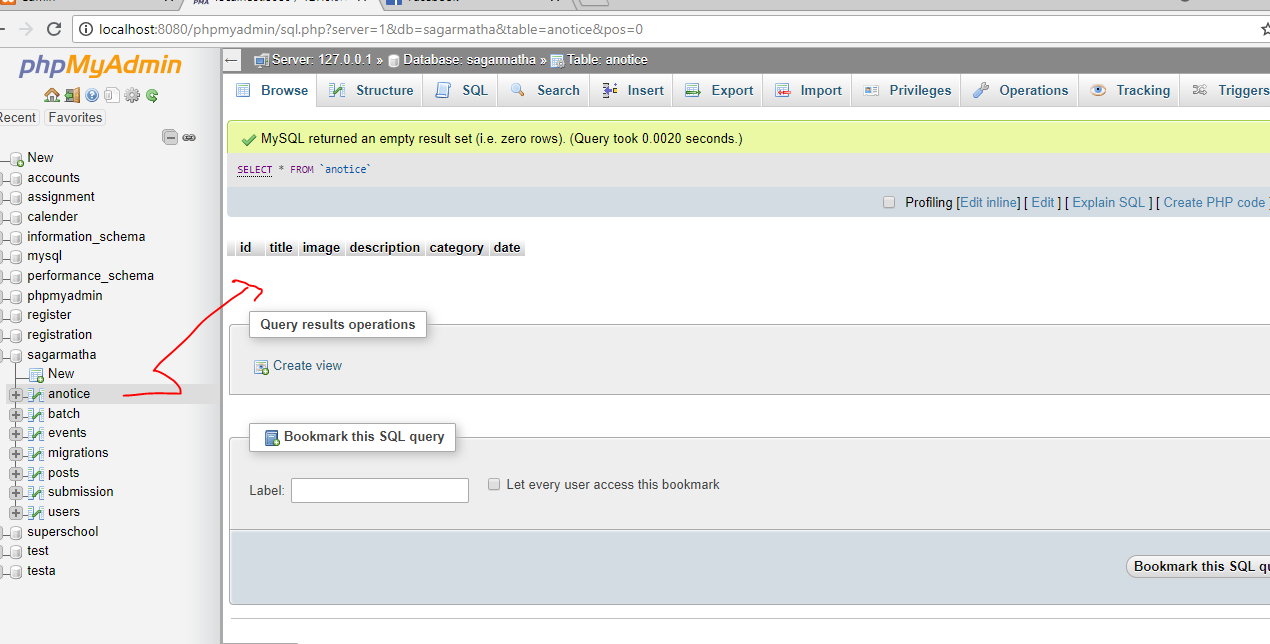 localhost:8080/phpmyadmin/sql.php?server=1&db=sagarmatha&table=anotice&pos=0
phpMyAdmin
Recent Favorites
New
accounts
assignment
calender
information_schema
mysql
performance_schema
phpmyadmin
register
registration
sagarmatha
New
anotice
batch
events
migrations
posts
submission
users
superschool
test
testa
Server: 127.0.0.1 » Database: sagarmatha » Table: anotice
Browse Structure SQL Search Insert Export Import Privileges Operations Tracking Triggers
MySQL returned an empty result set (i.e. zero rows). (Query took 0.0020 seconds.)
SELECT * FROM `anotice`
Profiling [Edit inline] [ Edit ] [ Explain SQL ] [ Create PHP code ]
id title image description category date
Query results operations
Create view
Bookmark this SQL query
Label:
Let every user access this bookmark
Bookmark this SQL qu